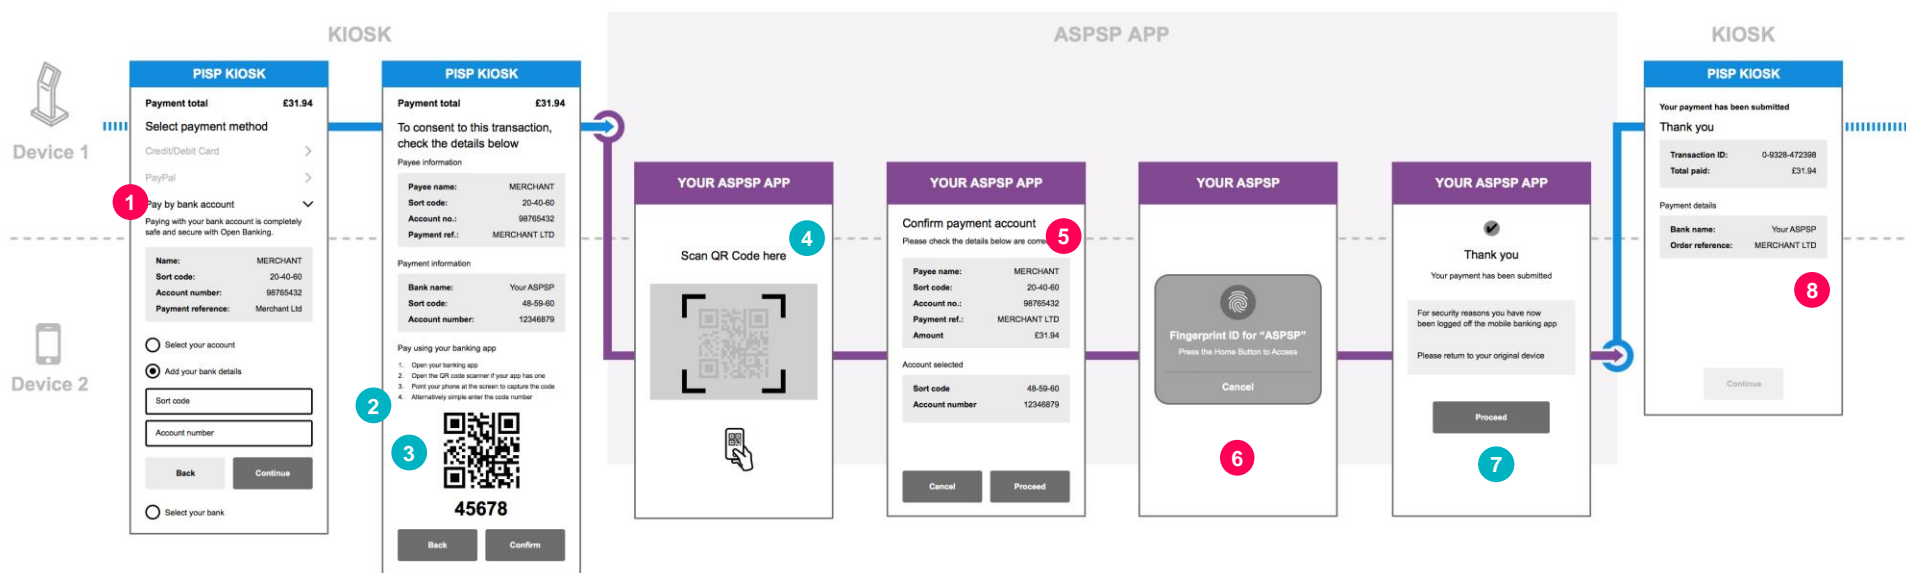 KIOSK
ASPSP APP
KIOSK
Device 1
Device 2
PISP KIOSK
Payment total £31.94
Select payment method
Credit/Debit Card
PayPal
1
Pay by bank account
Paying with your bank account is completely
safe and secure with Open Banking.
Name: MERCHANT
Sort code: 20-40-60
Account number: 98765432
Payment reference: Merchant Ltd
Select your account
Add your bank details
Sort code
Account number
Back Continue
Select your bank
PISP KIOSK
Payment total £31.94
To consent to this transaction,
check the details below
Payee information
Payee name: MERCHANT
Sort code: 20-40-60
Account no.: 98765432
Payment ref.: MERCHANT LTD
Payment information
Bank name: Your ASPSP
Sort code: 48-59-60
Account number: 12346879
Pay using your banking app
1. Open your banking app
2. Open the QR code scanner if your app has one
3. Point your phone at the screen to capture the code
4. Alternatively simple enter the code number
2
3
45678
Back Confirm
YOUR ASPSP APP
4
Scan QR Code here
YOUR ASPSP APP
Confirm payment account
5
Please check the details below are corre
Payee name: MERCHANT
Sort code: 20-40-60
Account no.: 98765432
Payment ref.: MERCHANT LTD
Amount £31.94
Account selected
Sort code 48-59-60
Account number 12346879
Cancel Proceed
YOUR ASPSP
Fingerprint ID for “ASPSP”
Press the Home Button to Access
Cancel
6
YOUR ASPSP APP
Thank you
Your payment has been submitted
For security reasons you have now
been logged off the mobile banking app
Please return to your original device
Proceed
7
PISP KIOSK
Your payment has been submitted
Thank you
Transaction ID: 0-9328-472398
Total paid: £31.94
Payment details
Bank name: Your ASPSP
Order reference: MERCHANT LTD
8
Continue